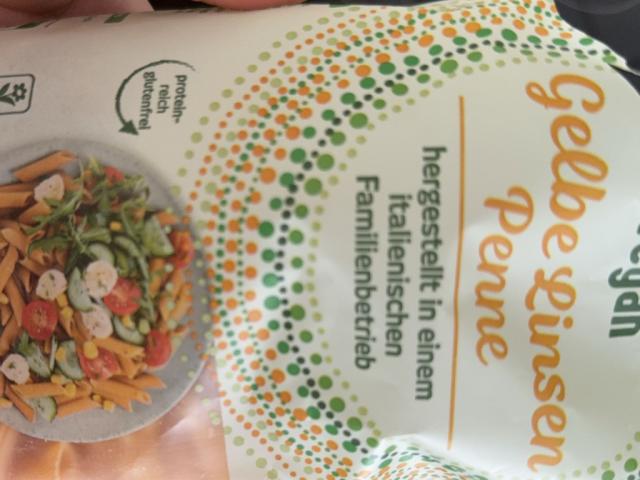 vegan
Gelbe Linsen
Penne
hergestellt in einem
italienischen
Familienbetrieb
protein-
reich
glutenfrei